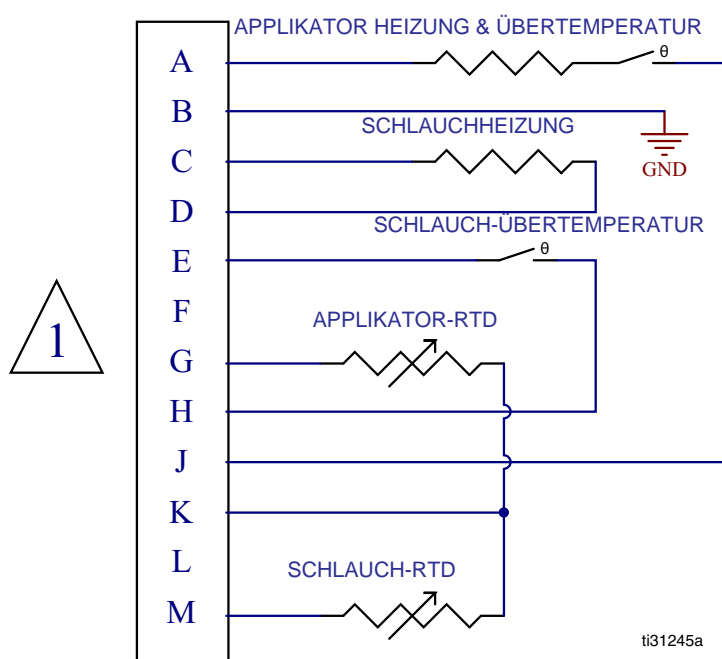 APPLIKATOR HEIZUNG & ÜBERTEMPERATUR
A
θ
B
SCHLAUCHHEIZUNG
GND
C
D
SCHLAUCH-ÜBERTEMPERATUR
E
θ
F
APPLIKATOR-RTD
1
G
H
J
K
L
SCHLAUCH-RTD
M
ti31245a